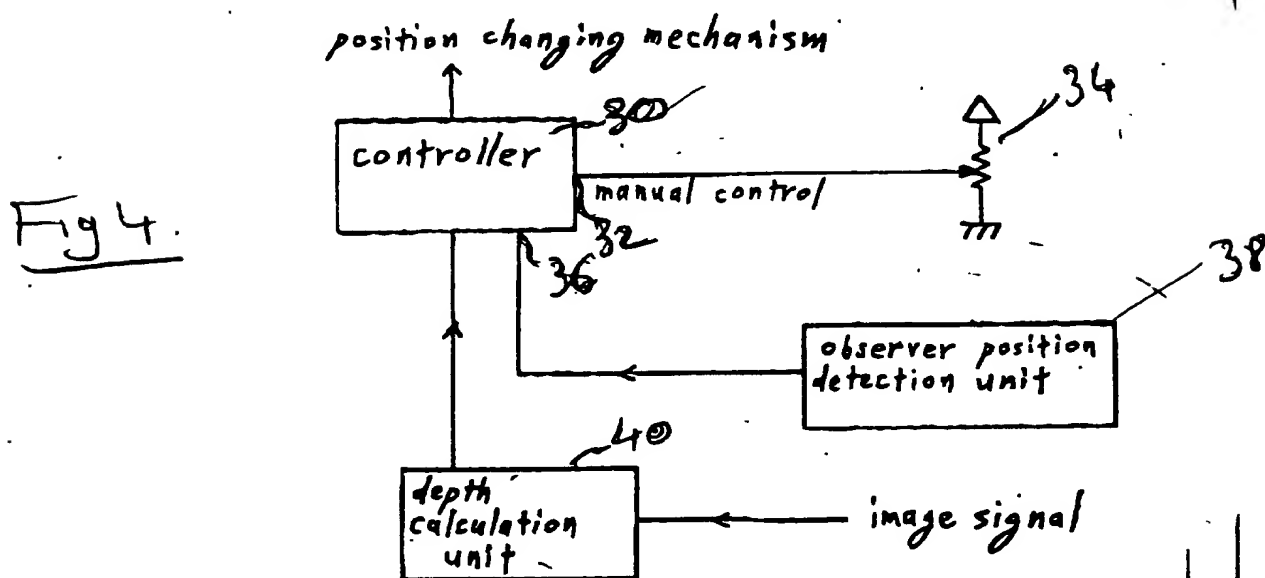 position changing mechanism
30
34
controller
manual control
32
Fig 4.
36
38
observer position
detection unit
40
depth
calculation
unit
image signal